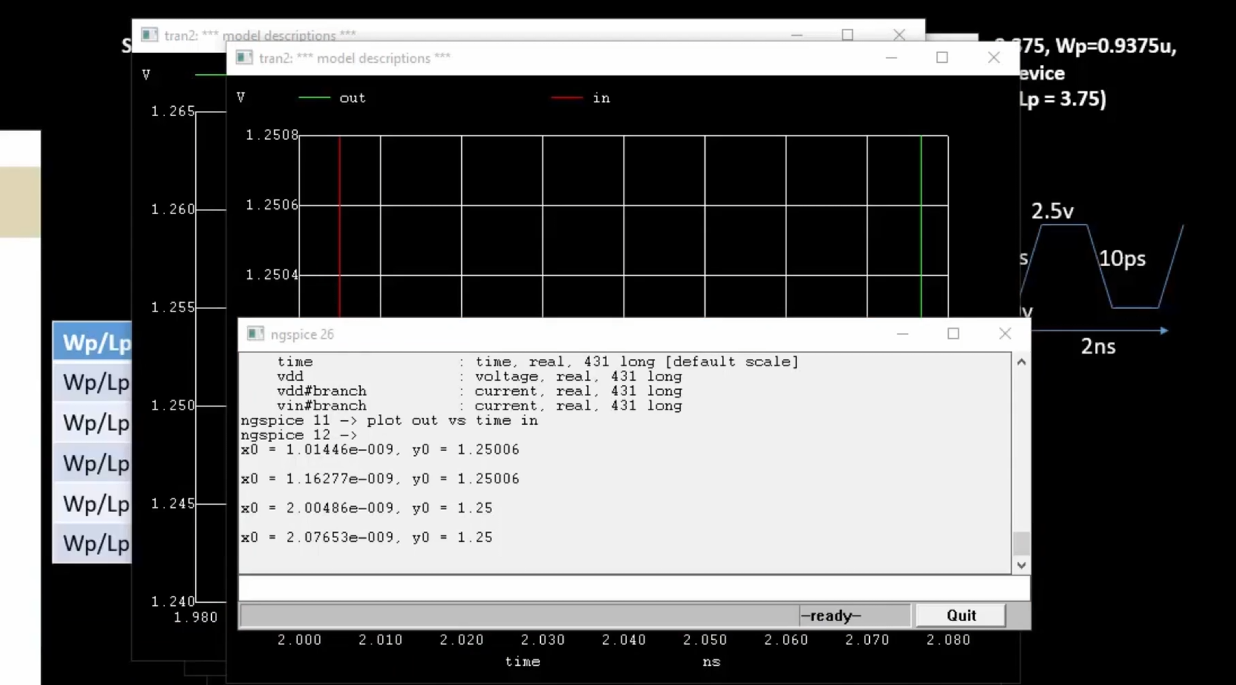 S
tran2: *** model descriptions ***
tran2: *** model descriptions ***
Wp=0.9375u,
Lp = 3.75)
V
V
out
in
1.265
1.260
1.255
1.250
1.245
1.240
1.980
1.2508
1.2506
1.2504
2.5v
10ps
2ns
Wp/Lp
Wp/Lp
Wp/Lp
Wp/Lp
Wp/Lp
Wp/Lp
ngspice 26
time : time, real, 431 long [default scale]
vdd : voltage, real, 431 long
vdd#branch : current, real, 431 long
vin#branch : current, real, 431 long
ngspice 11 -> plot out vs time in
ngspice 12 ->
x0 = 1.01446e-009, y0 = 1.25006
x0 = 1.16277e-009, y0 = 1.25006
x0 = 2.00486e-009, y0 = 1.25
x0 = 2.07653e-009, y0 = 1.25
—ready—
Quit
2.000 2.010 2.020 2.030 2.040 2.050 2.060 2.070 2.080
time ns